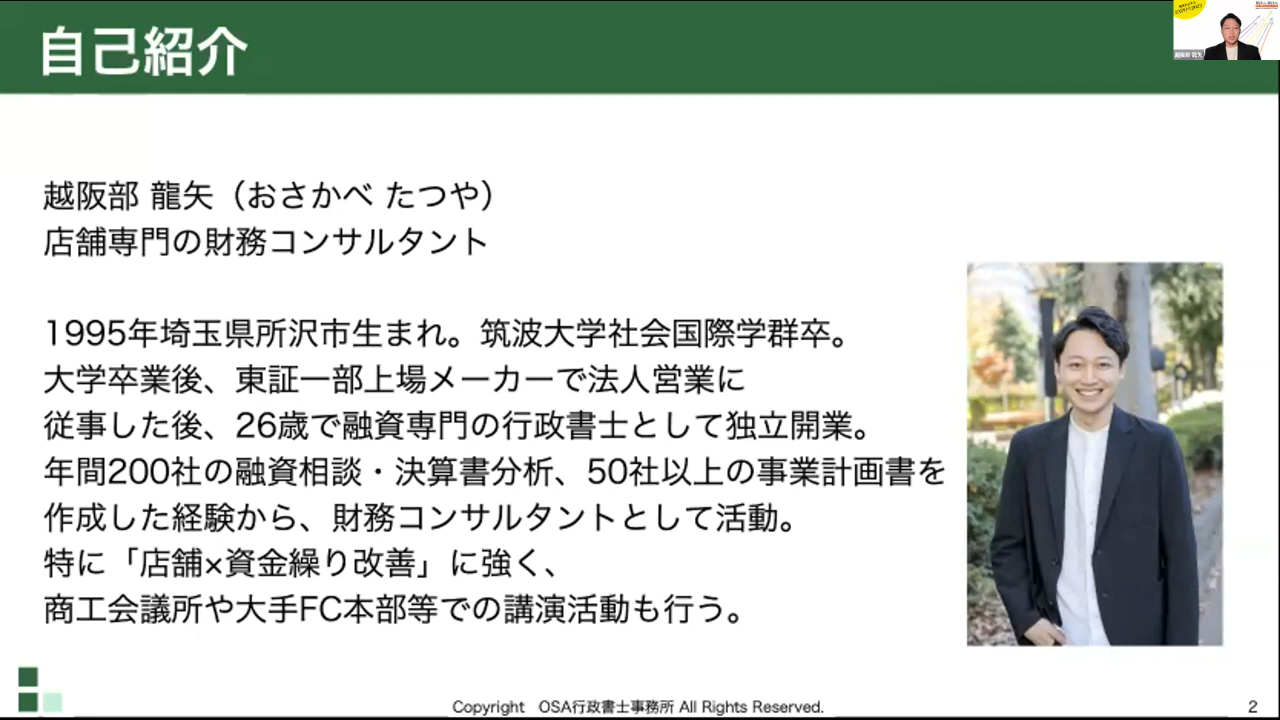 自己紹介
越阪部 龍矢
越阪部 龍矢（おさかべ たつや）
店舗専門の財務コンサルタント
1995年埼玉県所沢市生まれ。筑波大学社会国際学群卒。
大学卒業後、東証一部上場メーカーで法人営業に
従事した後、26歳で融資専門の行政書士として独立開業。
年間200社の融資相談・決算書分析、50社以上の事業計画書を
作成した経験から、財務コンサルタントとして活動。
特に「店舗×資金繰り改善」に強く、
商工会議所や大手FC本部等での講演活動も行う。
Copyright OSA行政書士事務所 All Rights Reserved.
2